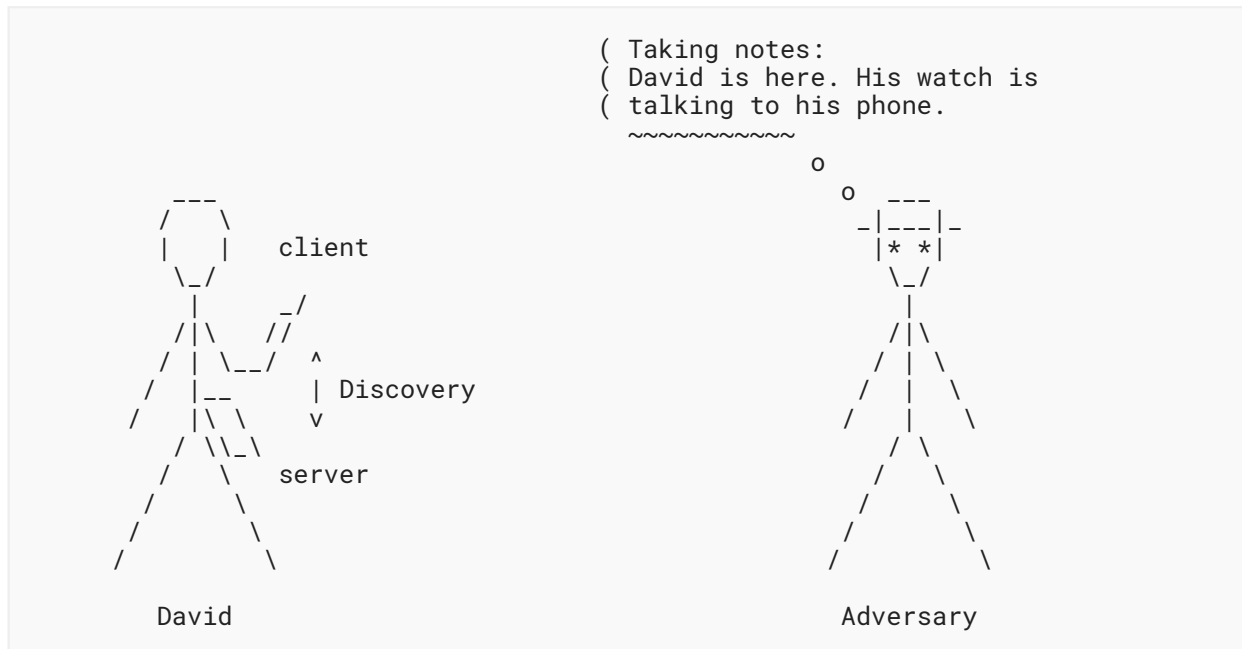 ( Taking notes:
( David is here. His watch is
( talking to his phone.
client
Discovery
server
David
Adversary